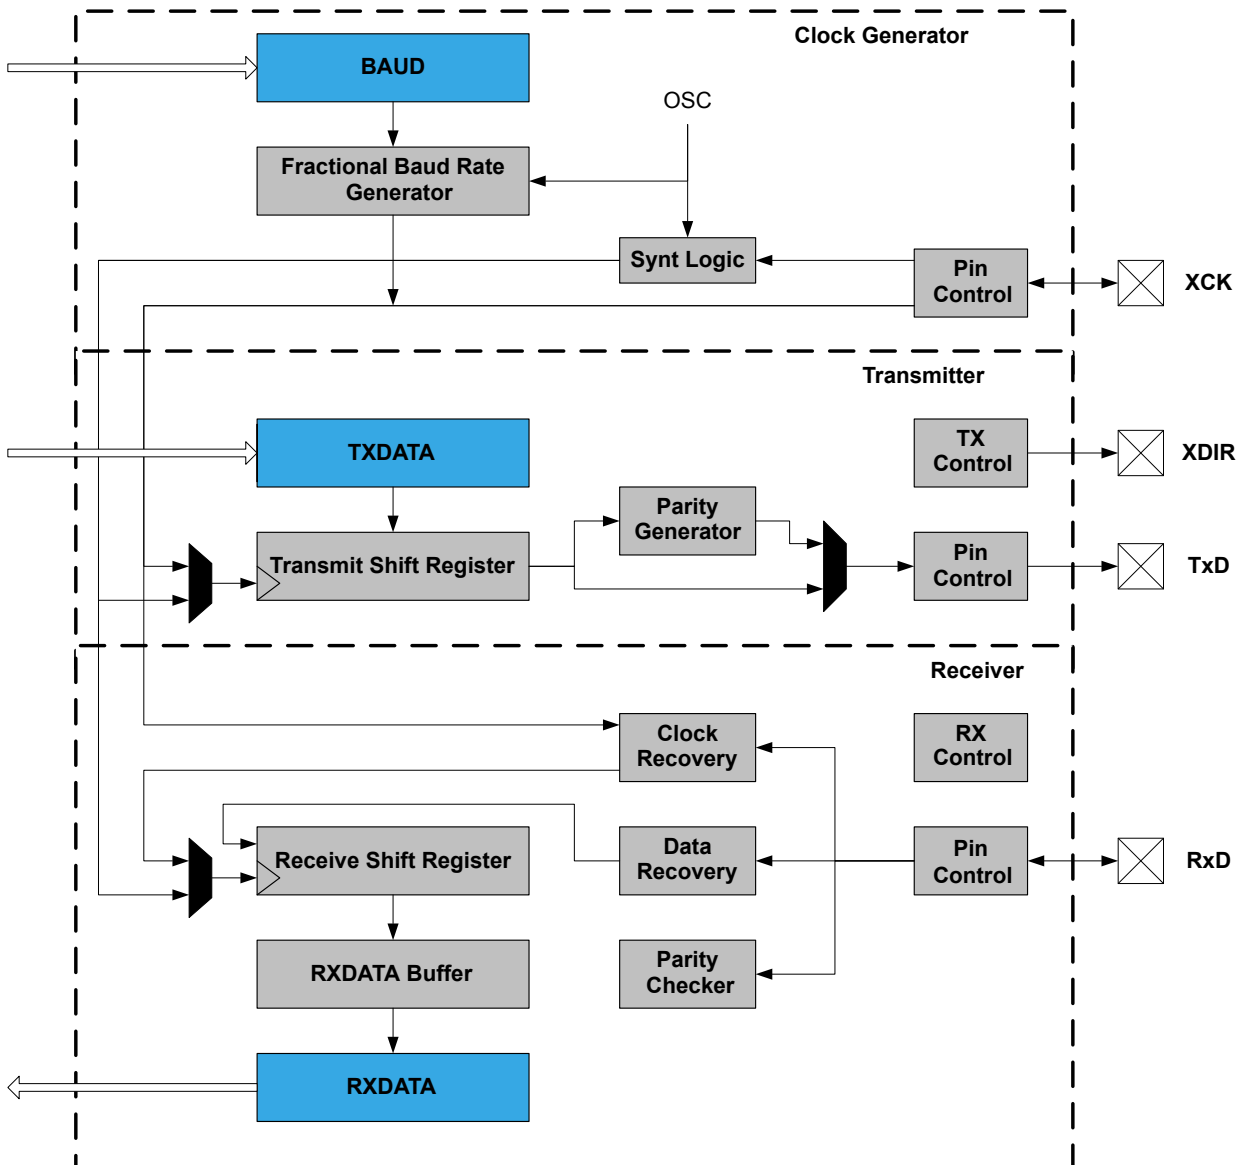 Clock Generator
BAUD
OSC
Fractional Baud Rate
Generator
Synt Logic
Pin
Control
XCK
Transmitter
TXDATA
TX
Control
XDIR
Parity
Generator
Transmit Shift Register
Pin
Control
TxD
Receiver
Clock
Recovery
RX
Control
Receive Shift Register
Data
Recovery
Pin
Control
RxD
RXDATA Buffer
Parity
Checker
RXDATA